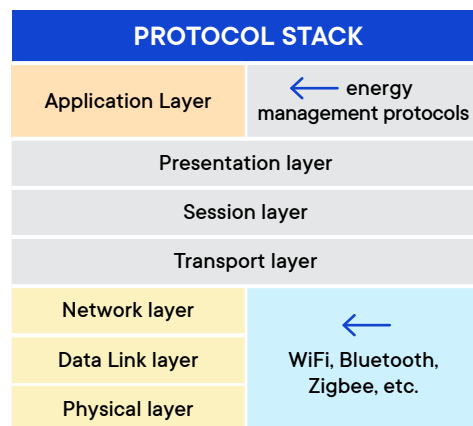 PROTOCOL STACK
Application Layer
energy
management protocols
Presentation layer
Session layer
Transport layer
Network layer
Data Link layer
Physical layer
WiFi, Bluetooth,
Zigbee, etc.